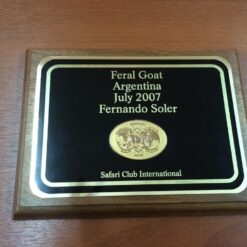 Feral Goat
Argentina
July 2007
Fernando Soler
Safari Club International